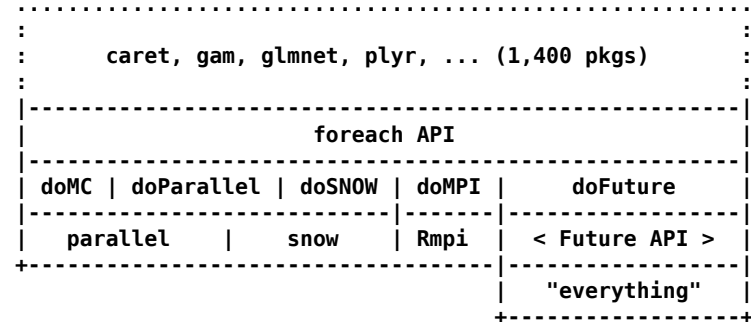 caret, gam, glmnet, plyr, ... (1,400 pkgs)
foreach API
doMC | doParallel | doSNOW | doMPI | doFuture
parallel | snow | Rmpi | < Future API >
"everything"